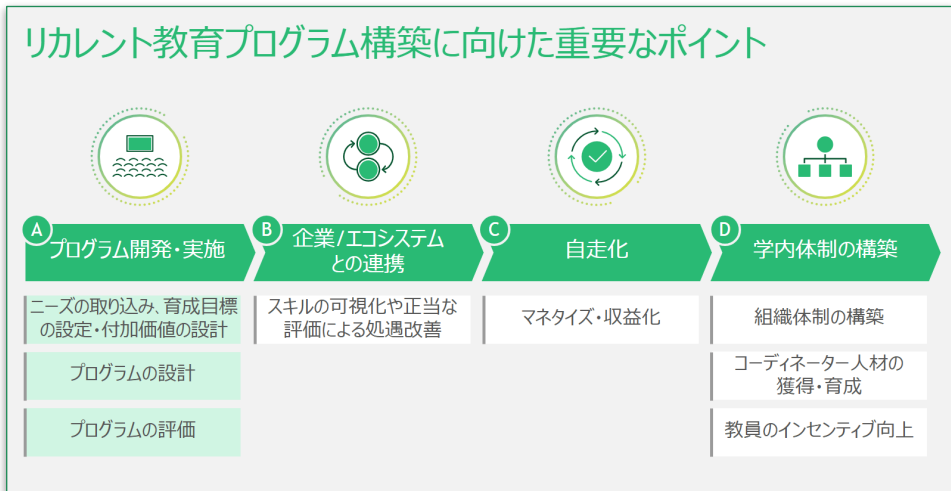 リカレント教育プログラム構築に向けた重要なポイント
A
プログラム開発・実施
ニーズの取り込み、育成目標
の設定・付加価値の設計
プログラムの設計
プログラムの評価
B
企業/エコシステム
との連携
スキルの可視化や正当な
評価による処遇改善
C
自走化
マネタイズ・収益化
D
学内体制の構築
組織体制の構築
コーディネーター人材の
獲得・育成
教員のインセンティブ向上